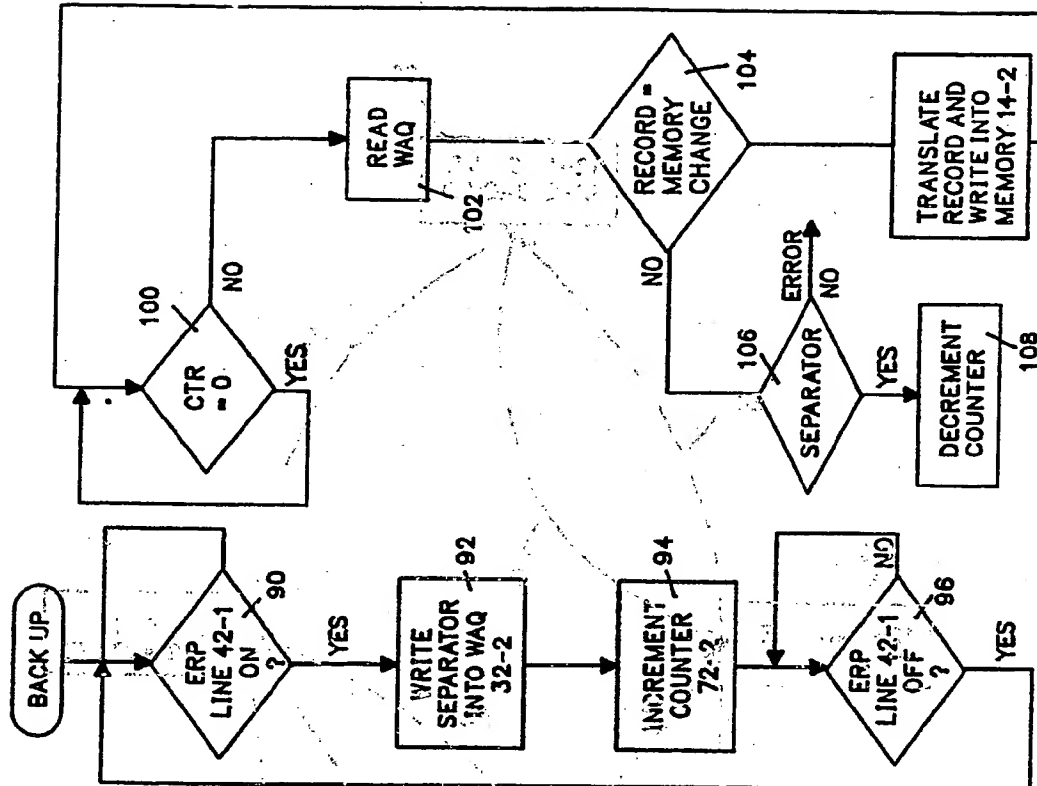 BACK UP
ERP
LINE 42-1
ON
?
90
YES
WRITE
SEPARATOR
INTO WAQ
32-2
92
INCREMENT
COUNTER
72-2
94
ERP
LINE 42-1
OFF
?
96
NO
YES
CTR
= 0
100
NO
YES
READ
WAQ
102
RECORD =
MEMORY
CHANGE
104
NO
SEPARATOR
106
ERROR
NO
YES
DECREMENT
COUNTER
108
TRANSLATE
RECORD AND
WRITE INTO
MEMORY 14-2